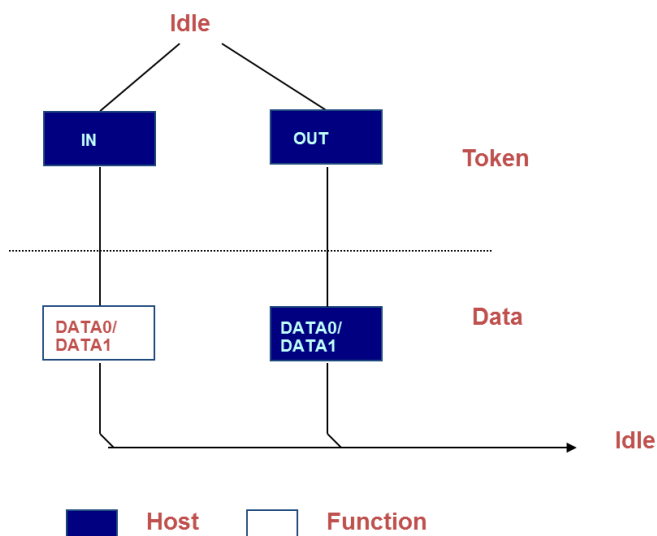 Idle
IN
OUT
Token
DATA0/
DATA1
DATA0/
DATA1
Data
Idle
Host
Function